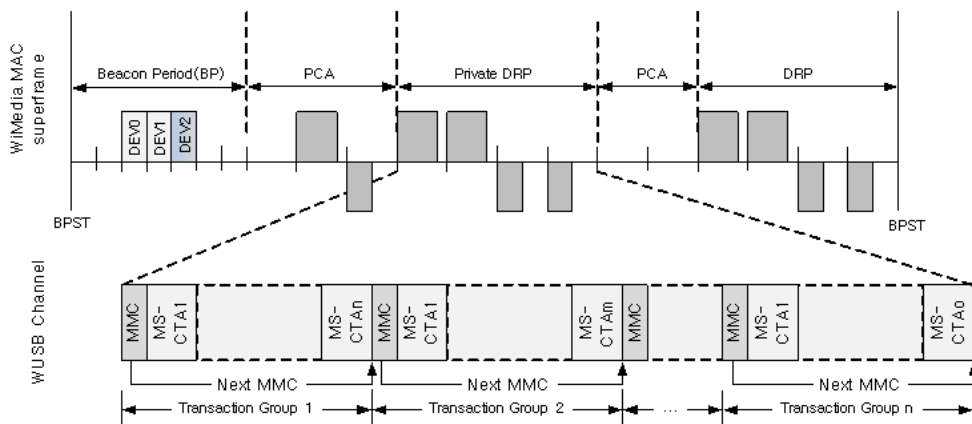 WiMedia MAC
superframe
Beacon Period(BP)
PCA
Private DRP
PCA
DRP
DEV0
DEV1
DEV2
BPST
BPST
WUSB Channel
MMC
MS-
CTA1
MS-
CTAn
MMC
MS-
CTA1
MS-
CTAm
MMC
MMC
MS-
CTA1
MS-
CTAo
Next MMC
Next MMC
Next MMC
Transaction Group 1
Transaction Group 2
...
Transaction Group n